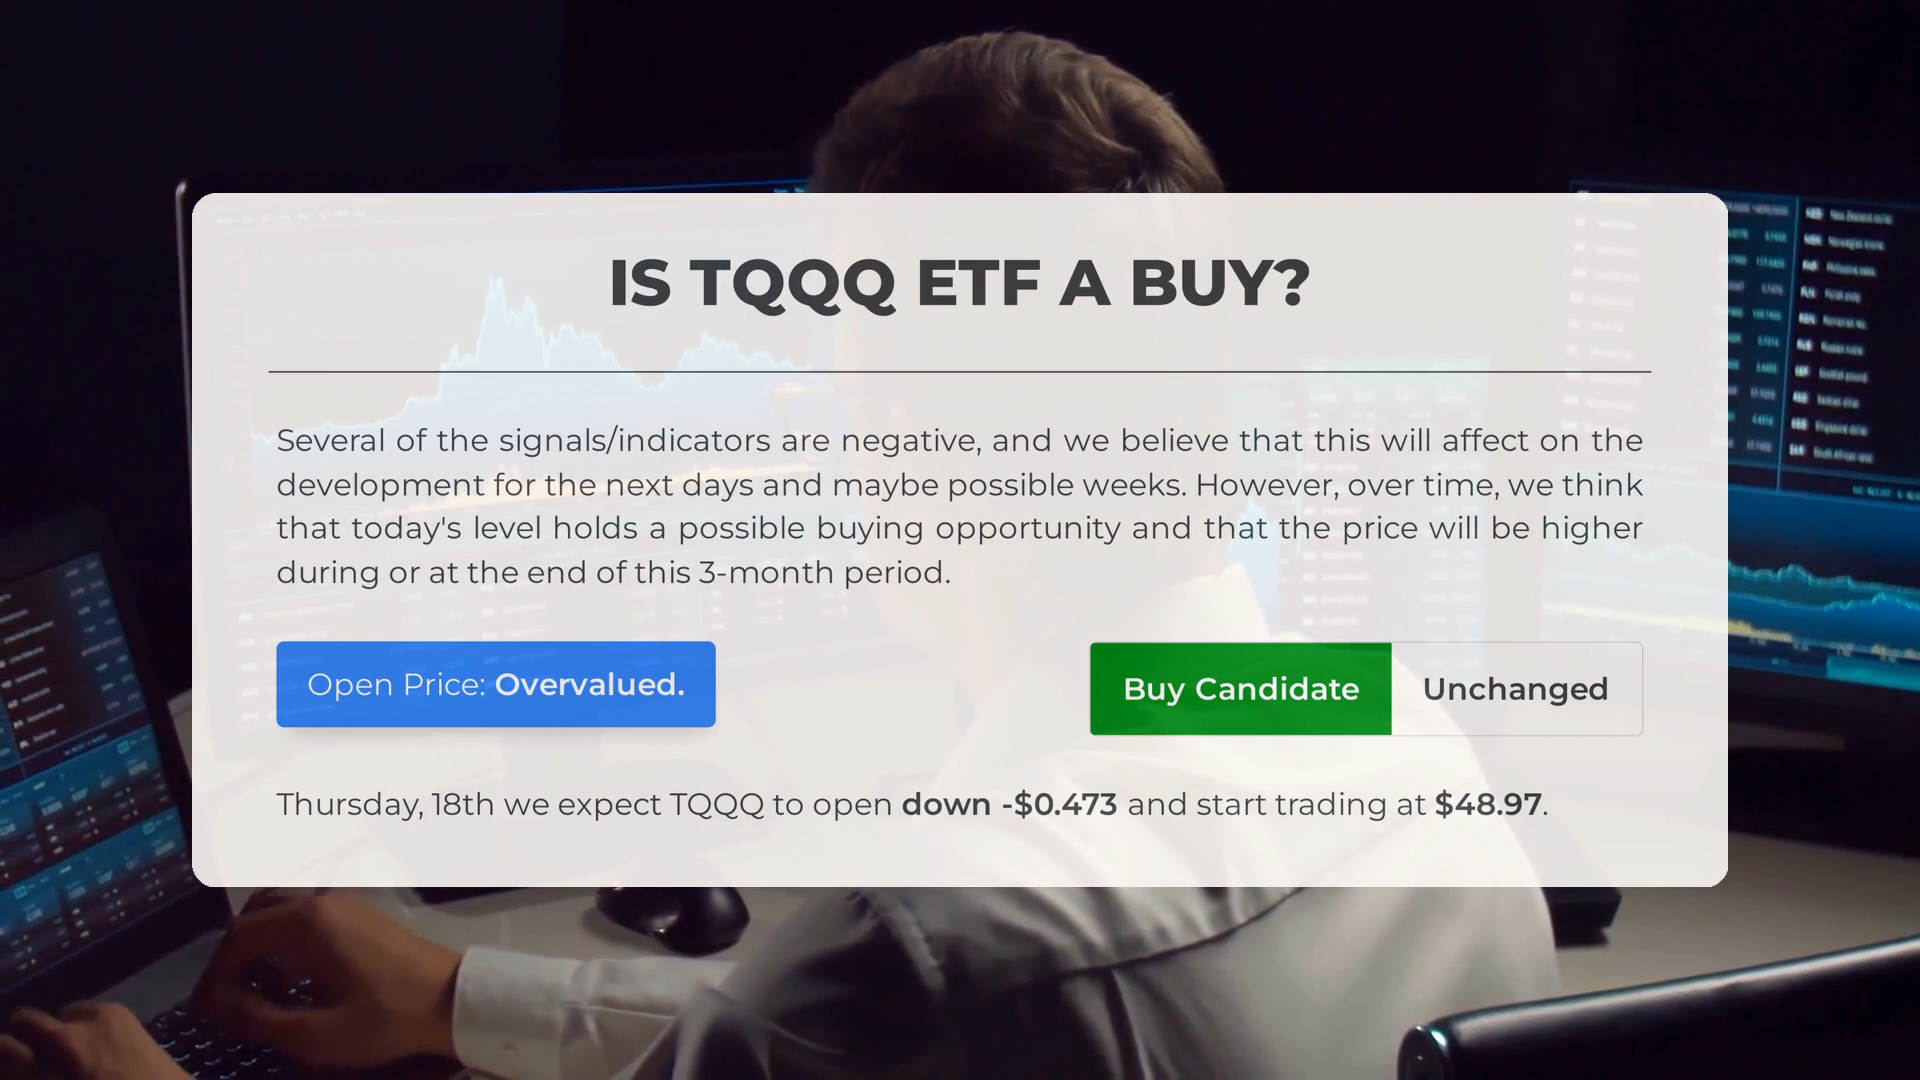 IS TQQQ ETF A BUY?
Several of the signals/indicators are negative, and we believe that this will affect on the
development for the next days and maybe possible weeks. However, over time, we think
that today's level holds a possible buying opportunity and that the price will be higher
during or at the end of this 3-month period.
Open Price: Overvalued.
Buy Candidate Unchanged
Thursday, 18th we expect TQQQ to open down -$0.473 and start trading at $48.97.